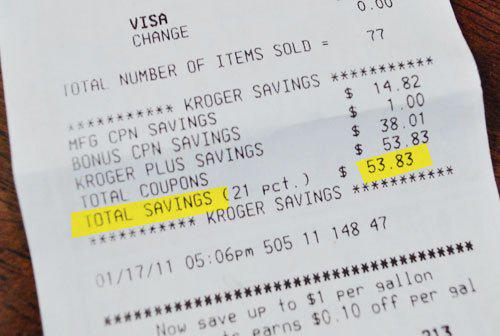 0.00
VISA
CHANGE
TOTAL NUMBER OF ITEMS SOLD = 77
*********** KROGER SAVINGS ***********
MFG CPN SAVINGS $ 14.82
BONUS CPN SAVINGS $ 1.00
KROGER PLUS SAVINGS $ 38.01
TOTAL COUPONS $ 53.83
TOTAL SAVINGS (21 pct.) $ 53.83
*********** KROGER SAVINGS ***********
01/17/11 05:06pm 505 11 148 47
****************************************
Now save up to $1 per gallon
earns $0.10 off per gal